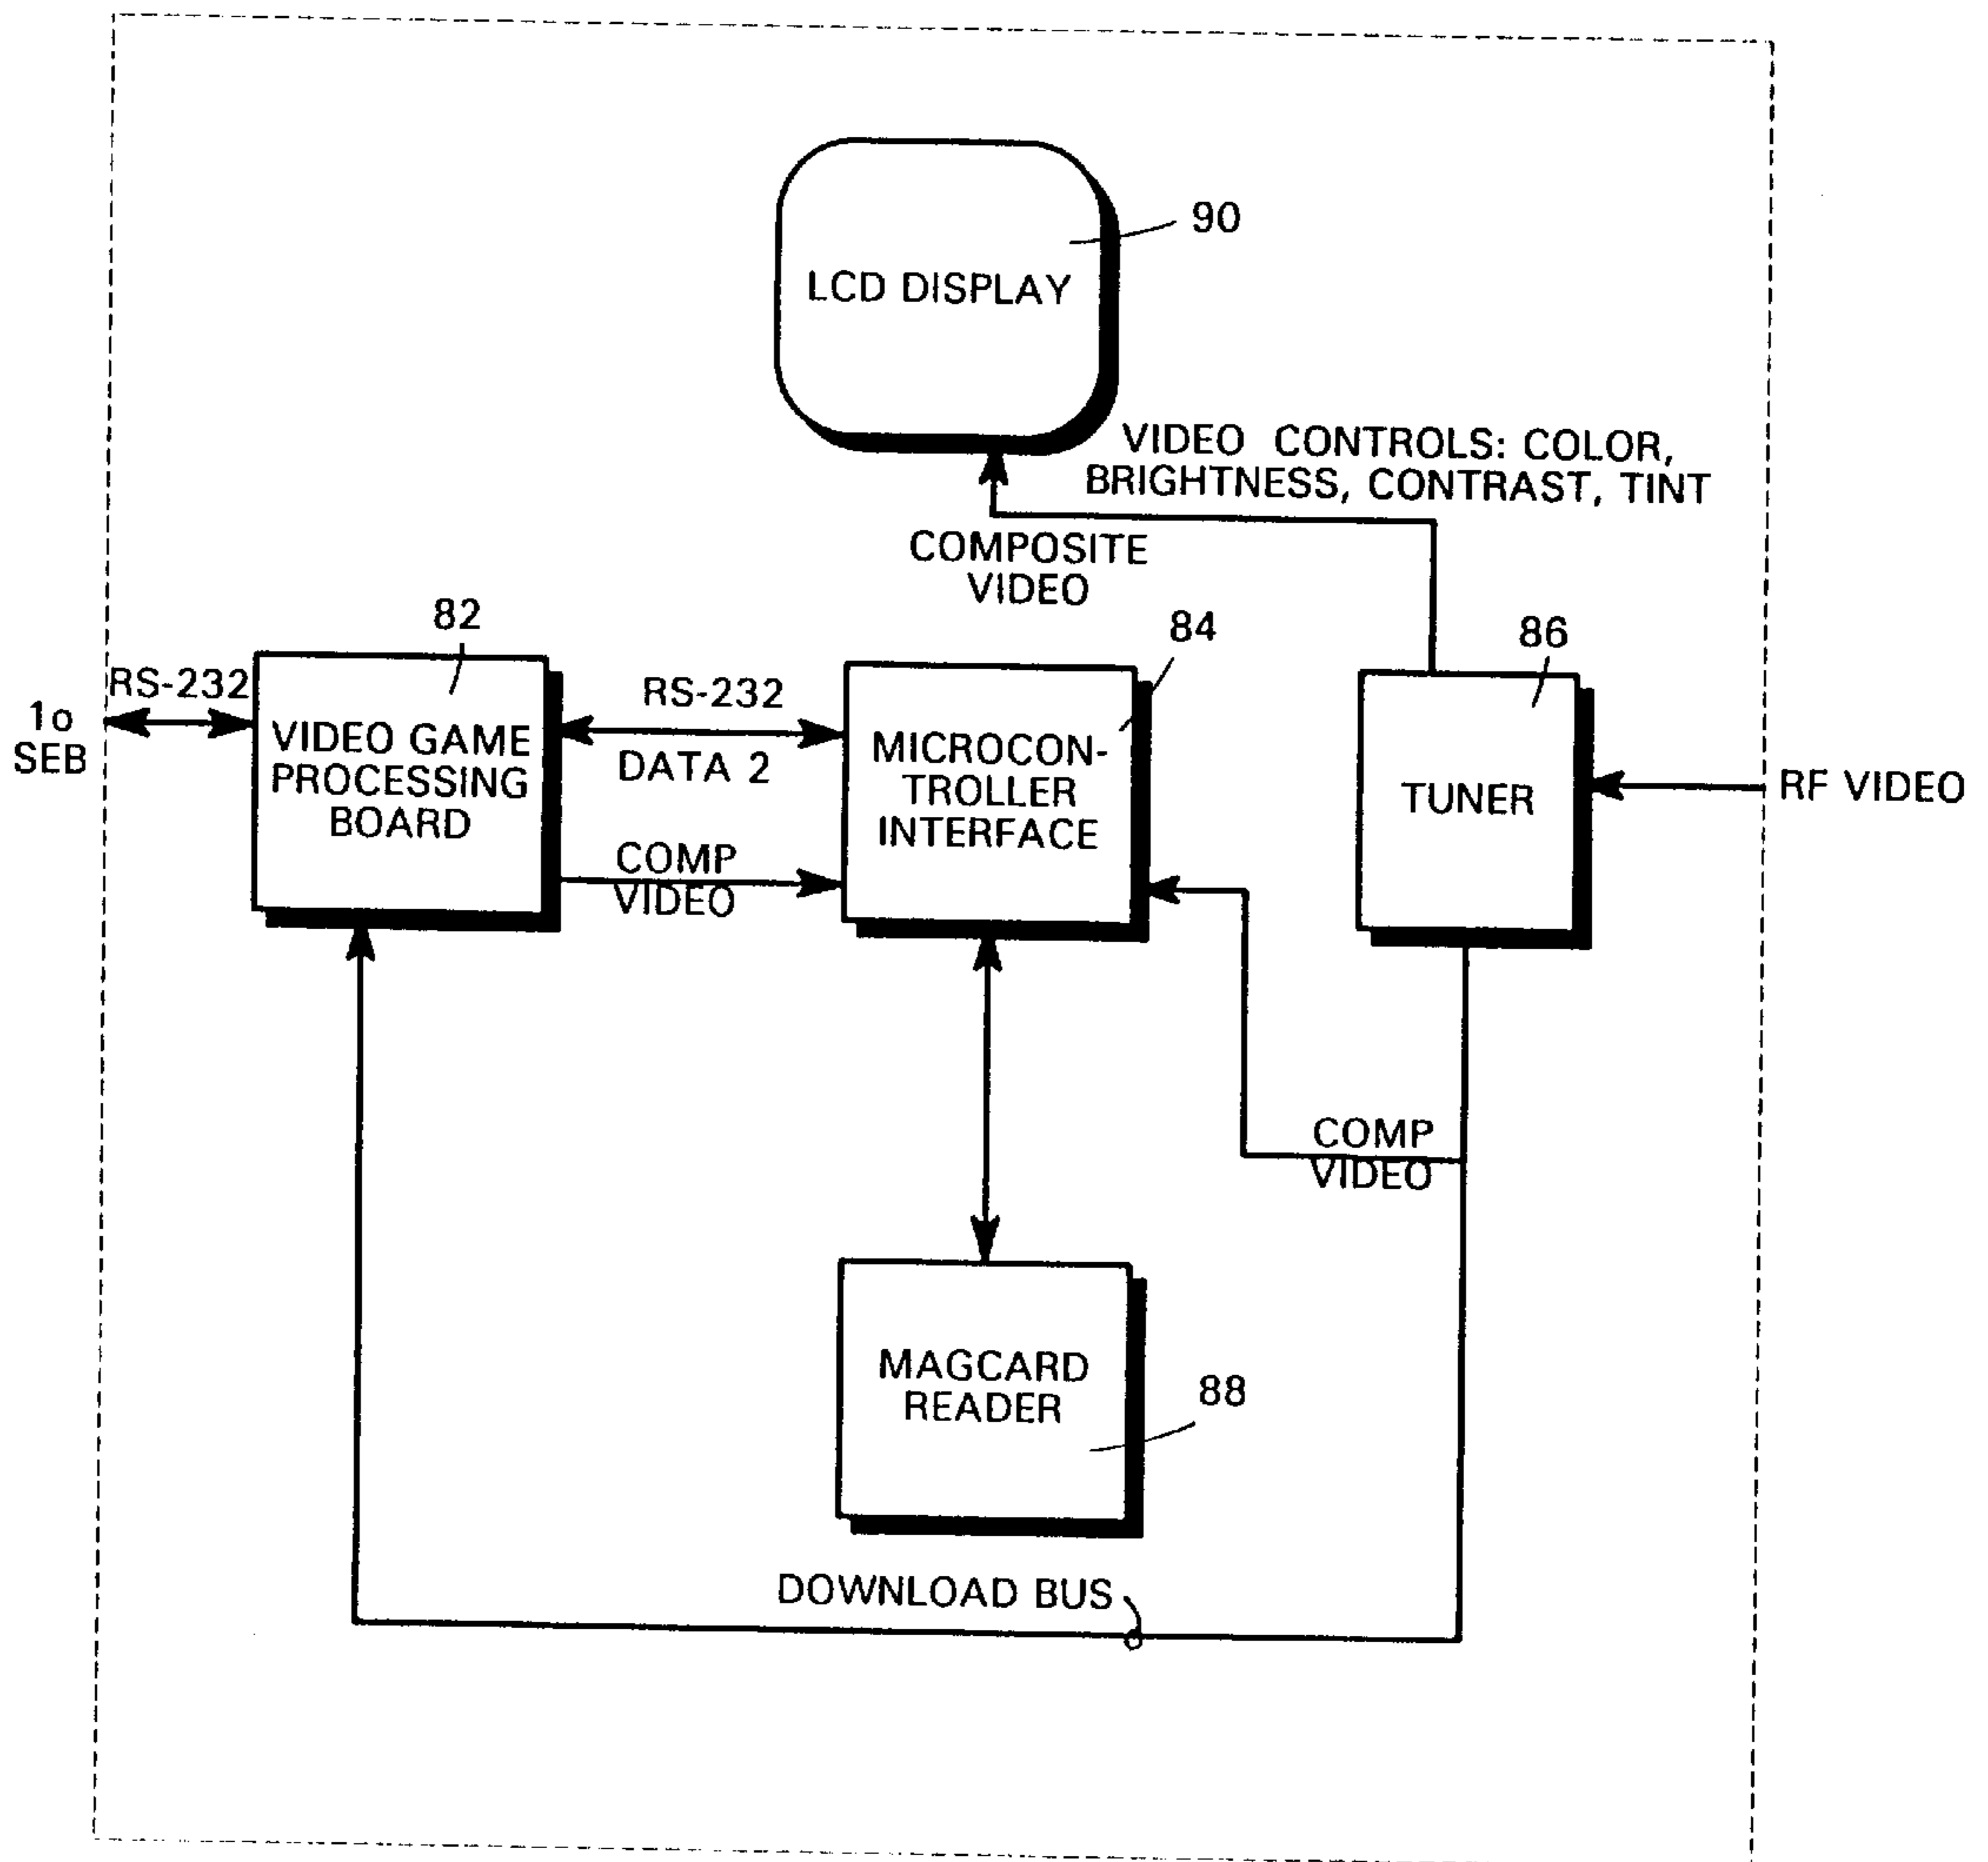 90
LCD DISPLAY
VIDEO CONTROLS: COLOR,
BRIGHTNESS, CONTRAST, TINT
COMPOSITE
VIDEO
82
84
86
RS-232
1o
SEB
VIDEO GAME
PROCESSING
BOARD
RS-232
DATA 2
COMP
VIDEO
MICROCON-
TROLLER
INTERFACE
TUNER
RF VIDEO
COMP
VIDEO
MAGCARD
READER
88
DOWNLOAD BUS